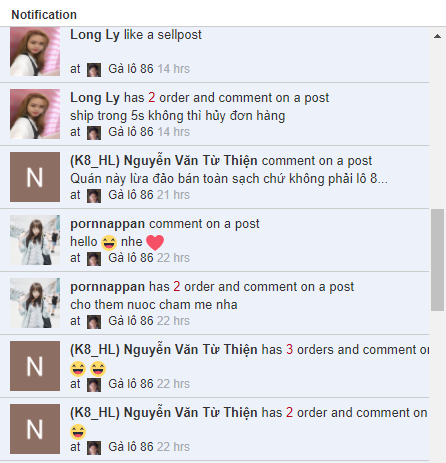 Notification
Long Ly like a sellpost
at Gà lô 86 14 hrs
Long Ly has 2 order and comment on a post
ship trong 5s không thì hủy đơn hàng
at Gà lô 86 14 hrs
N
(K8_HL) Nguyễn Văn Từ Thiện comment on a post
Quán này lừa đảo bán toàn sạch chứ không phải lô 8...
at Gà lô 86 21 hrs
pornnappan comment on a post
hello 😆 nhe ❤️
at Gà lô 86 22 hrs
pornnappan has 2 order and comment on a post
cho them nuoc cham me nha
at Gà lô 86 22 hrs
N
(K8_HL) Nguyễn Văn Từ Thiện has 3 orders and comment or
😆 😆
at Gà lô 86 22 hrs
N
(K8_HL) Nguyễn Văn Từ Thiện has 2 order and comment on
😆
at Gà lô 86 22 hrs